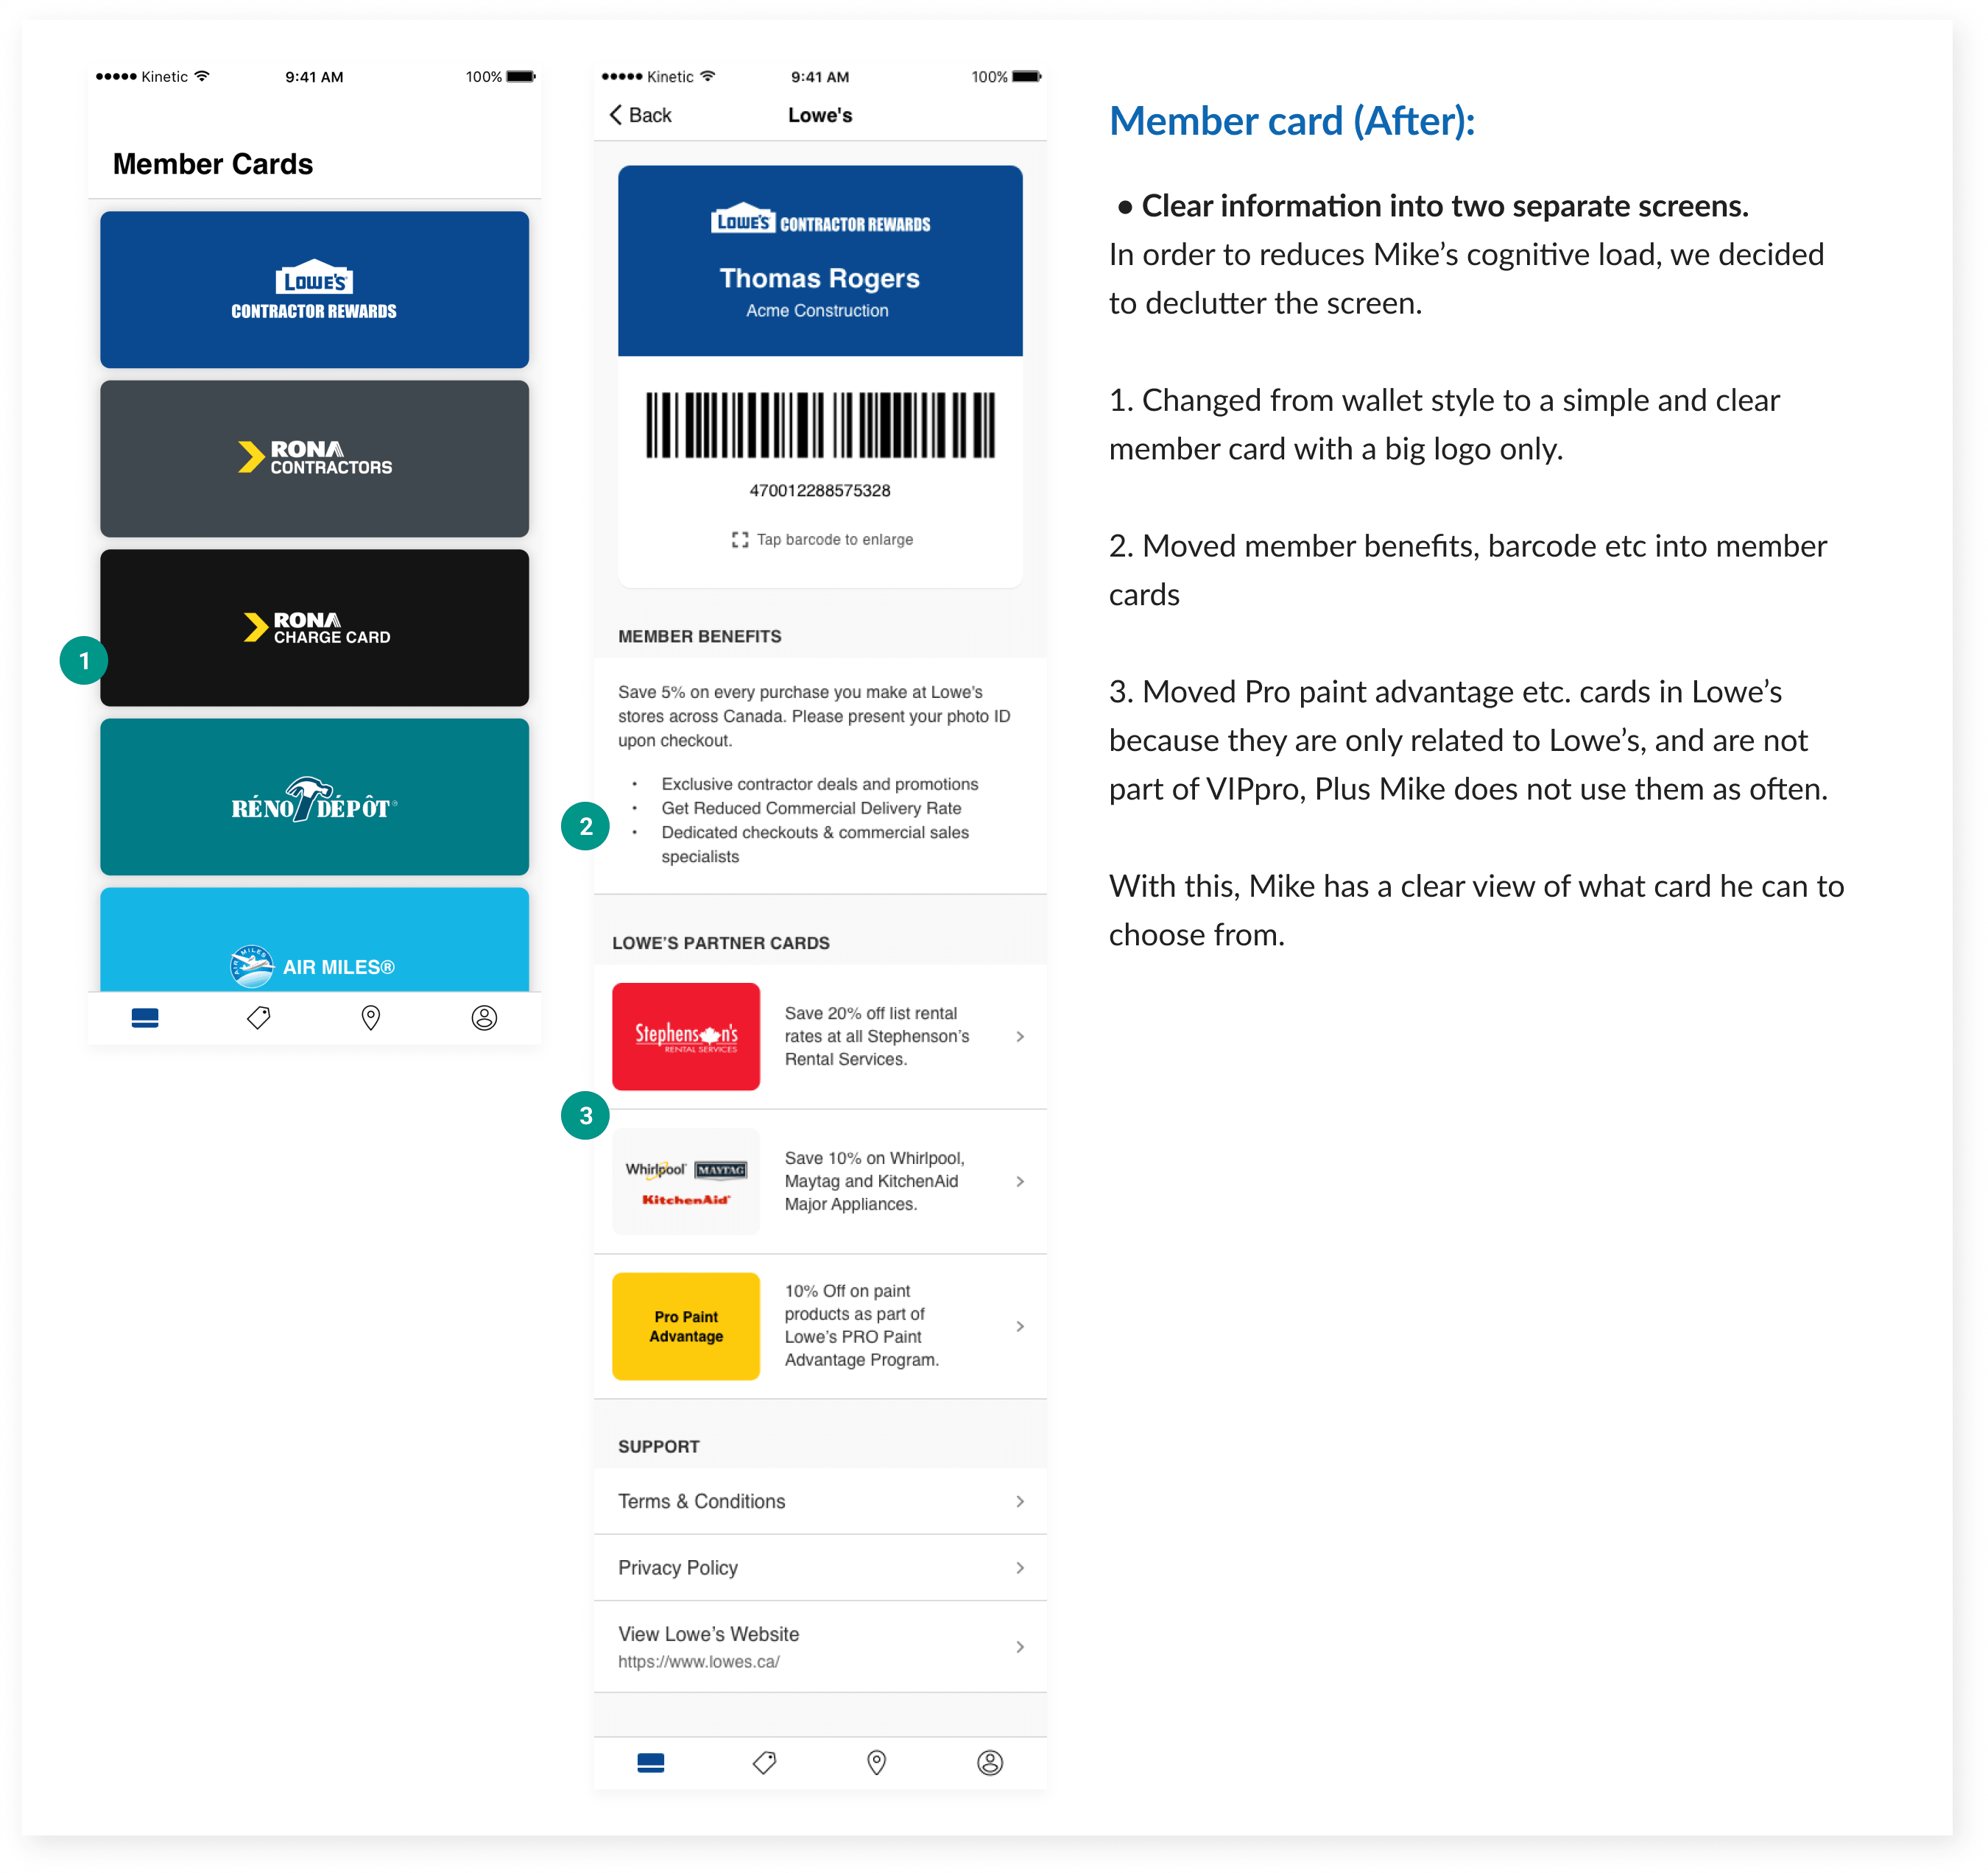 Kinetic 9:41 AM 100%
Member Cards
LOWE'S
CONTRACTOR REWARDS
RONA
CONTRACTORS
RONA
CHARGE CARD
1
RÉNO DÉPÔT®
AIR MILES
AIR MILES®
Kinetic 9:41 AM 100%
Back Lowe's
LOWE'S CONTRACTOR REWARDS
Thomas Rogers
Acme Construction
470012288575328
Tap barcode to enlarge
MEMBER BENEFITS
Save 5% on every purchase you make at Lowe's
stores across Canada. Please present your photo ID
upon checkout.
• Exclusive contractor deals and promotions
• Get Reduced Commercial Delivery Rate
• Dedicated checkouts & commercial sales
specialists
2
LOWE'S PARTNER CARDS
Stephenson's
RENTAL SERVICES
Save 20% off list rental
rates at all Stephenson's
Rental Services.
3
Whirlpool MAYTAG
KitchenAid
Save 10% on Whirlpool,
Maytag and KitchenAid
Major Appliances.
Pro Paint
Advantage
10% Off on paint
products as part of
Lowe's PRO Paint
Advantage Program.
SUPPORT
Terms & Conditions
Privacy Policy
View Lowe's Website
https://www.lowes.ca/
Member card (After):
• Clear information into two separate screens.
In order to reduces Mike's cognitive load, we decided
to declutter the screen.
1. Changed from wallet style to a simple and clear
member card with a big logo only.
2. Moved member benefits, barcode etc into member
cards
3. Moved Pro paint advantage etc. cards in Lowe's
because they are only related to Lowe's, and are not
part of VIPpro, Plus Mike does not use them as often.
With this, Mike has a clear view of what card he can to
choose from.